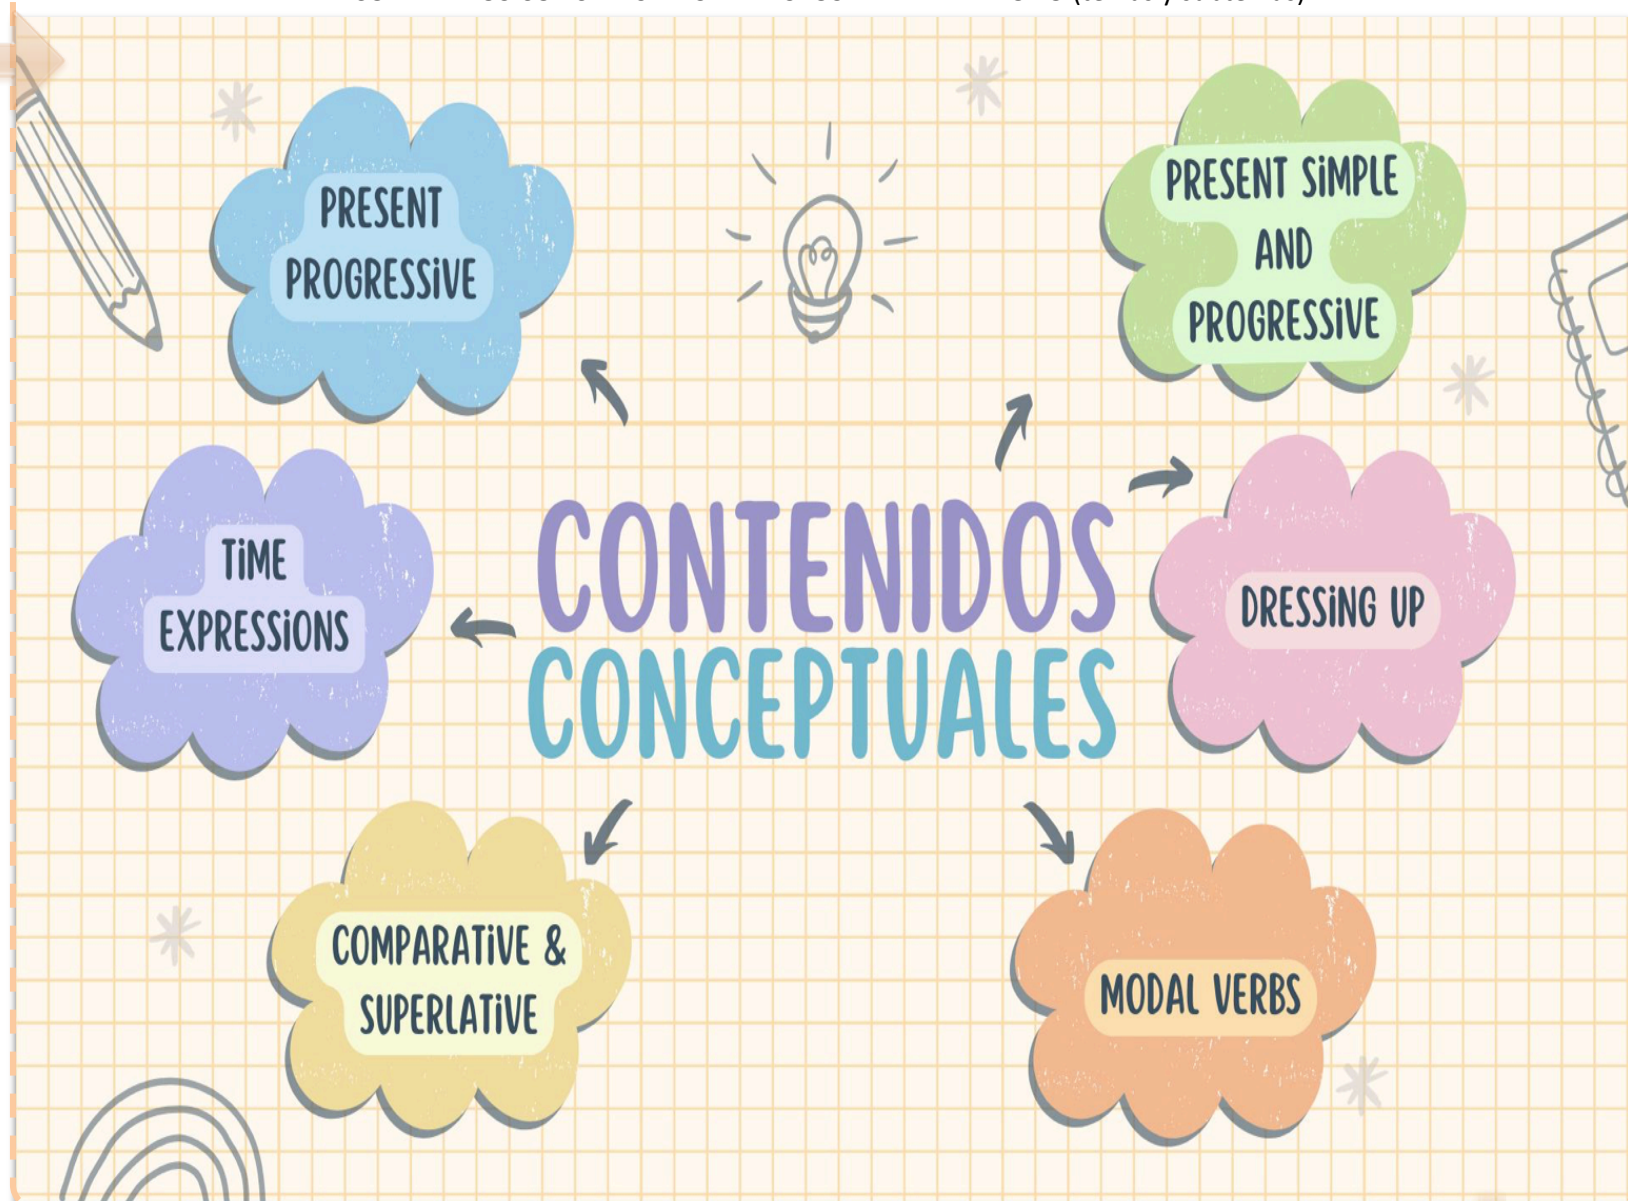 PRESENT
PROGRESSiVE
PRESENT SiMPLE
AND
PROGRESSiVE
TiME
EXPRESSiONS
CONTENIDOS
CONCEPTUALES
DRESSiNG UP
COMPARATiVE &
SUPERLATiVE
MODAL VERBS